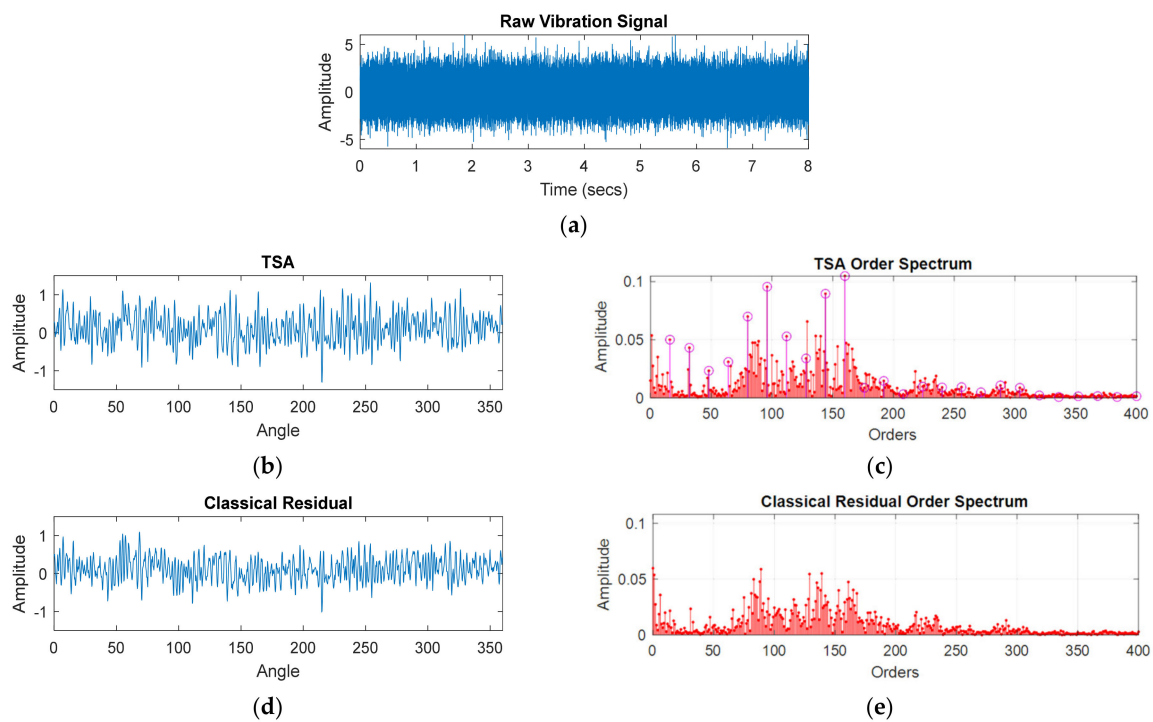 Raw Vibration Signal
Amplitude
5
0
-5
0 1 2 3 4 5 6 7 8
Time (secs)
(a)
TSA
Amplitude
1
0
-1
0 50 100 150 200 250 300 350
Angle
(b)
TSA Order Spectrum
Amplitude
0.1
0.05
0
0 50 100 150 200 250 300 350 400
Orders
(c)
Classical Residual
Amplitude
1
0
-1
0 50 100 150 200 250 300 350
Angle
(d)
Classical Residual Order Spectrum
Amplitude
0.1
0.05
0
0 50 100 150 200 250 300 350 400
Orders
(e)